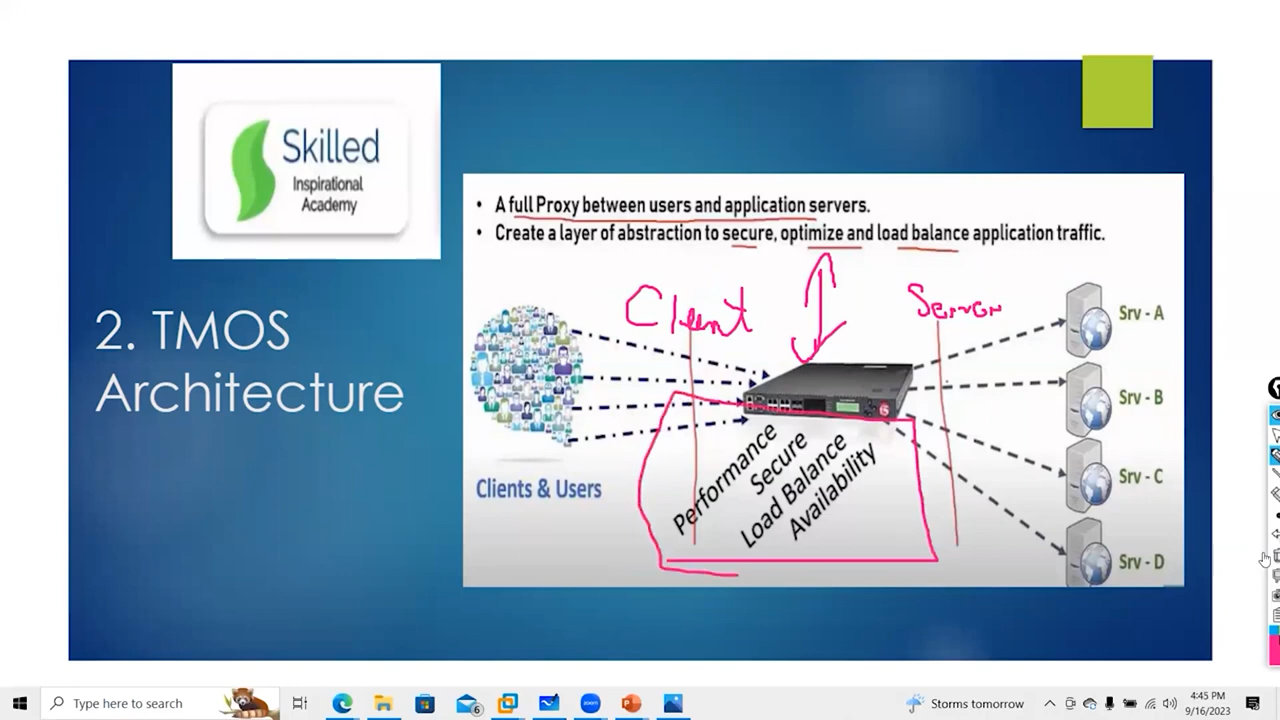 Skilled
Inspirational
Academy
• A full Proxy between users and application servers.
• Create a layer of abstraction to secure, optimize and load balance application traffic.
2. TMOS
Architecture
Client
Server
Srv - A
Srv - B
Srv - C
Srv - D
Clients & Users
Performance
Secure
Load Balance
Availability
Type here to search
6
zoom
Storms tomorrow
4:45 PM
9/16/2023